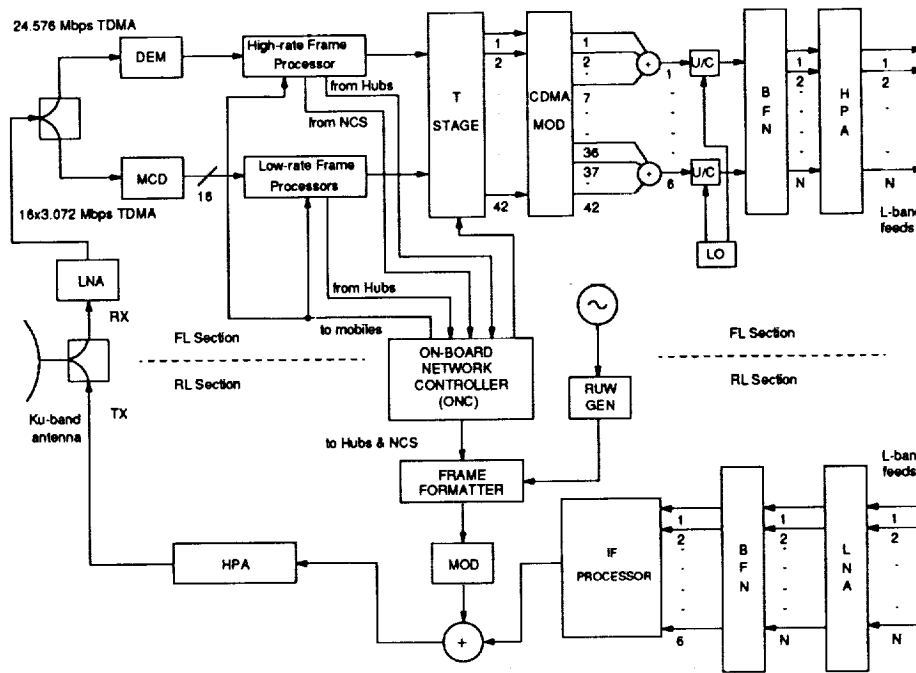 24.576 Mbps TDMA
DEM
High-rate Frame
Processor
from Hubs
from NCS
MCD
16
Low-rate Frame
Processors
16x3.072 Mbps TDMA
T
STAGE
1
2
42
CDMA
MOD
1
2
7
36
37
42
+
+
1
6
U/C
U/C
LO
B
F
N
1
2
N
H
P
A
1
2
N
L-band
feeds
LNA
RX
from Hubs
to mobiles
FL Section
RL Section
ON-BOARD
NETWORK
CONTROLLER
(ONC)
RUW
GEN
FL Section
RL Section
Ku-band
antenna
TX
to Hubs & NCS
FRAME
FORMATTER
MOD
+
HPA
IF
PROCESSOR
1
2
6
B
F
N
1
2
N
L
N
A
1
2
N
L-band
feeds